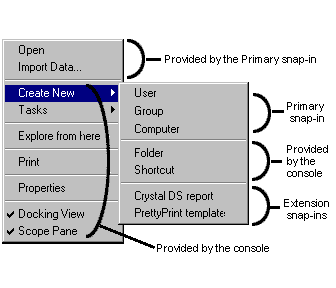 Open
Import Data...
Provided by the Primary snap-in
Create New
Tasks
Explore from here
Print
Properties
Docking View
Scope Pane
User
Group
Computer
Primary
snap-in
Folder
Shortcut
Provided
by the
console
Crystal DS report
PrettyPrint template
Extension
snap-ins
Provided by the console